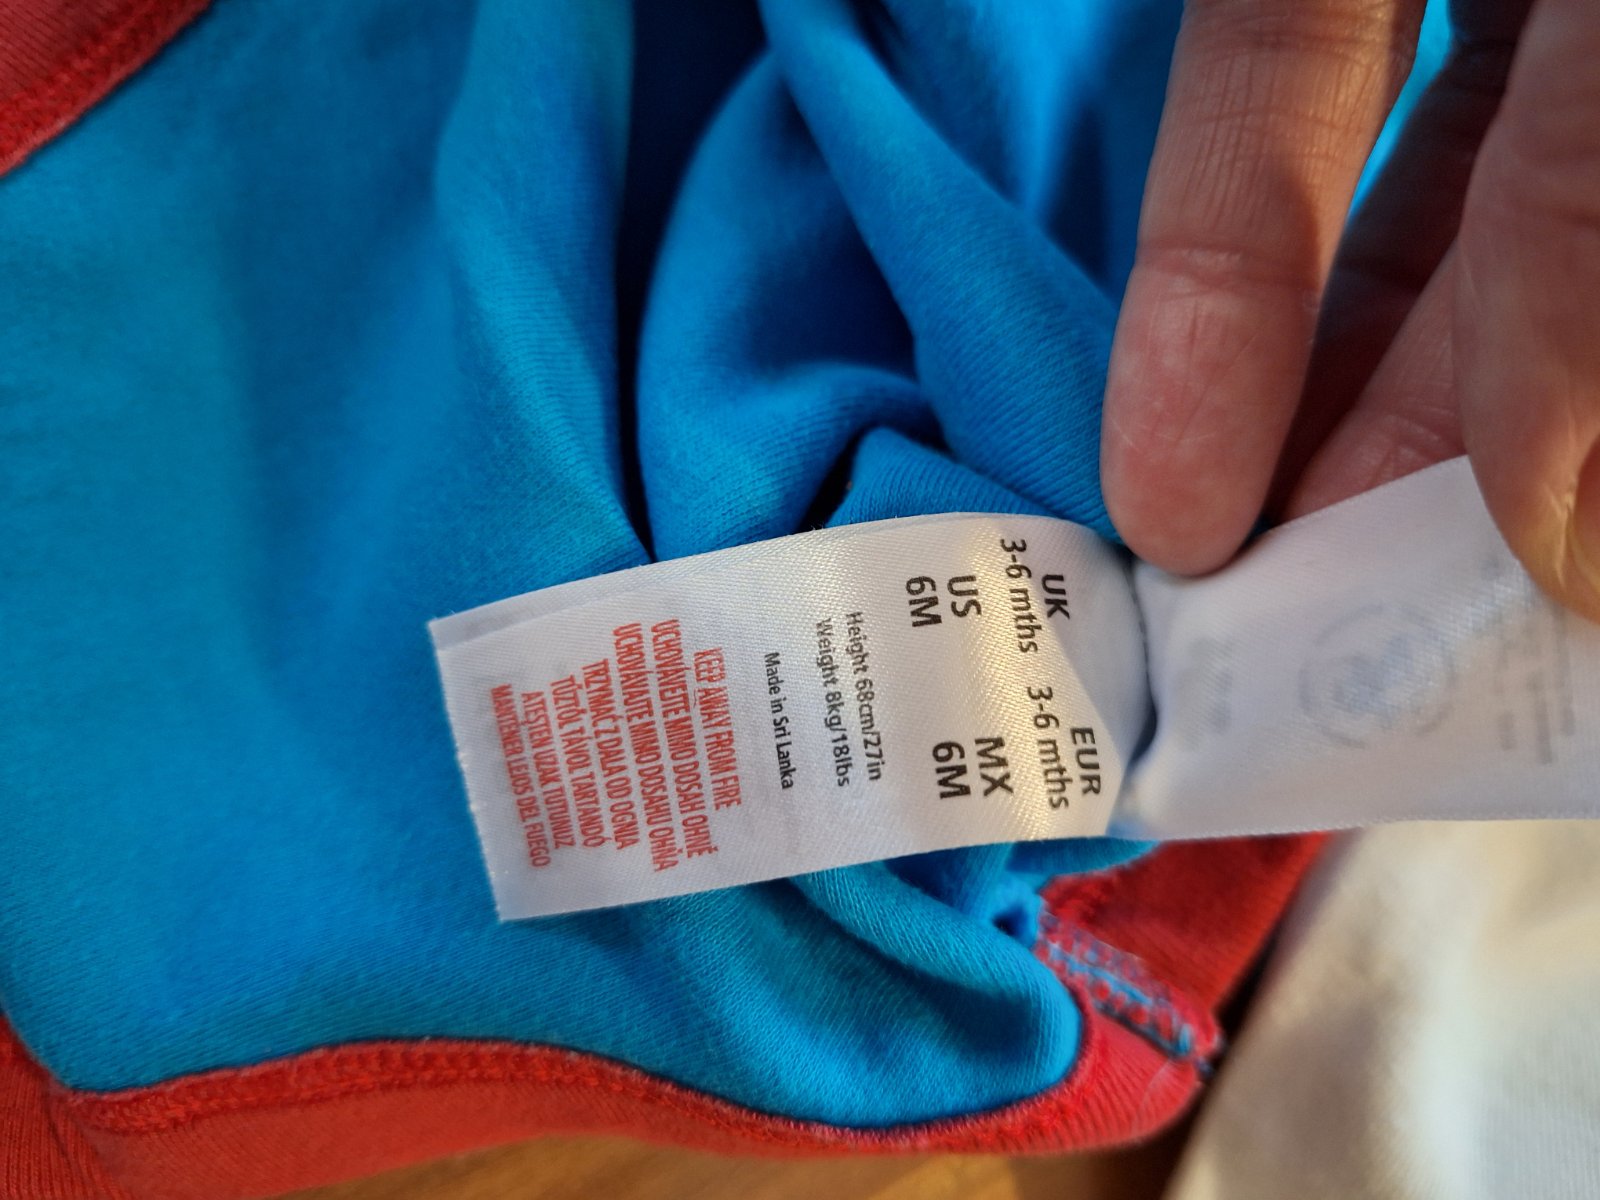 UK EUR
3-6 mths 3-6 mths
US MX
6M 6M
Height 68cm/27in
Weight 8kg/18lbs
Made in Sri Lanka
KEEP AWAY FROM FIRE
UCHOVÁVEJTE MIMO DOSAH OHNĚ
UCHOVÁVAJTE MIMO DOSAHU OHŇA
TRZYMAĆ Z DALA OD OGNIA
TŰZTŐL TÁVOL TARTANDÓ
ATEŞTEN UZAK TUTUNUZ
MANTENER LEJOS DEL FUEGO